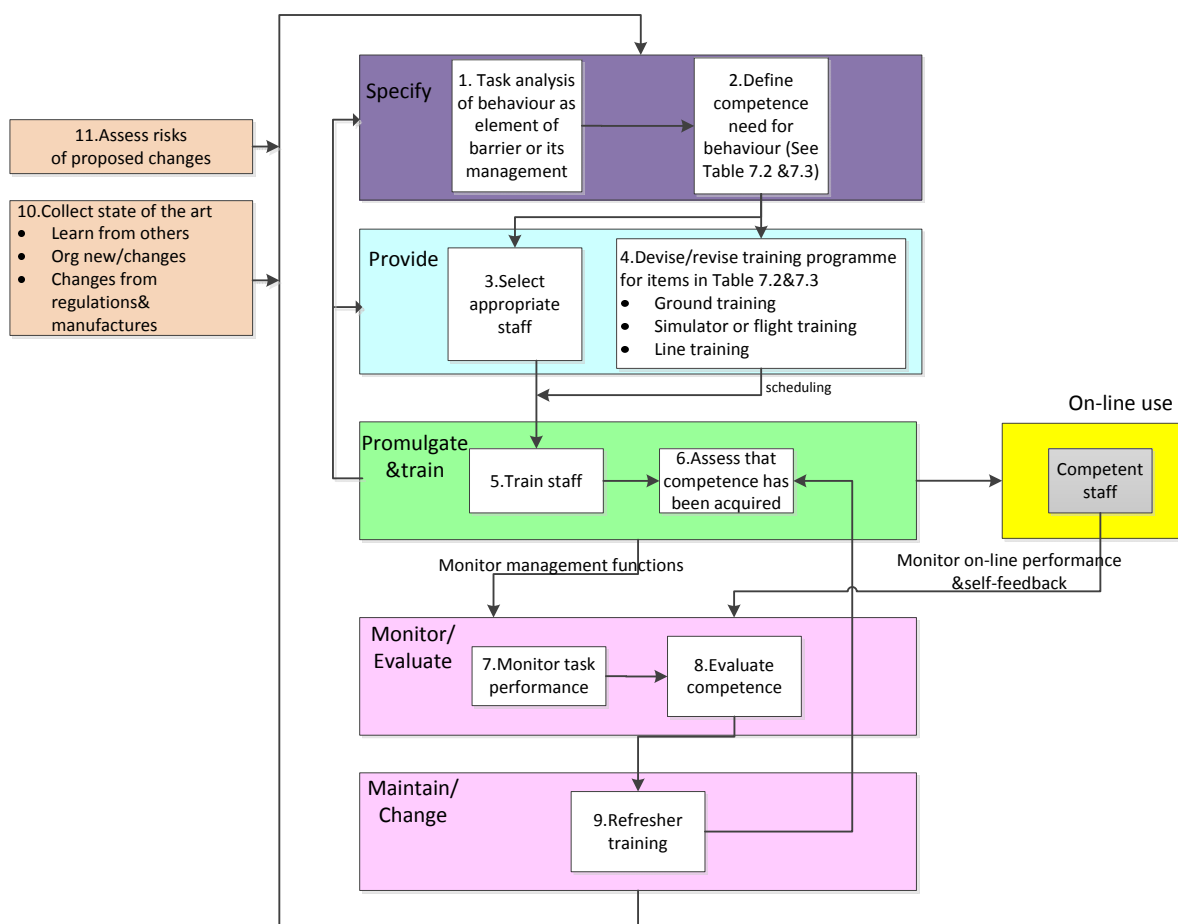 Specify
1. Task analysis
of behaviour as
element of
barrier or its
management
2.Define
competence
need for
behaviour (See
Table 7.2 &7.3)
11.Assess risks
of proposed changes
10.Collect state of the art
• Learn from others
• Org new/changes
• Changes from
regulations&
manufactures
Provide
3.Select
appropriate
staff
4.Devise/revise training programme
for items in Table 7.2&7.3
• Ground training
• Simulator or flight training
• Line training
scheduling
On-line use
Promulgate
&train
5.Train staff
6.Assess that
competence has
been acquired
Competent
staff
Monitor management functions
Monitor on-line performance
&self-feedback
Monitor/
Evaluate
7.Monitor task
performance
8.Evaluate
competence
Maintain/
Change
9.Refresher
training